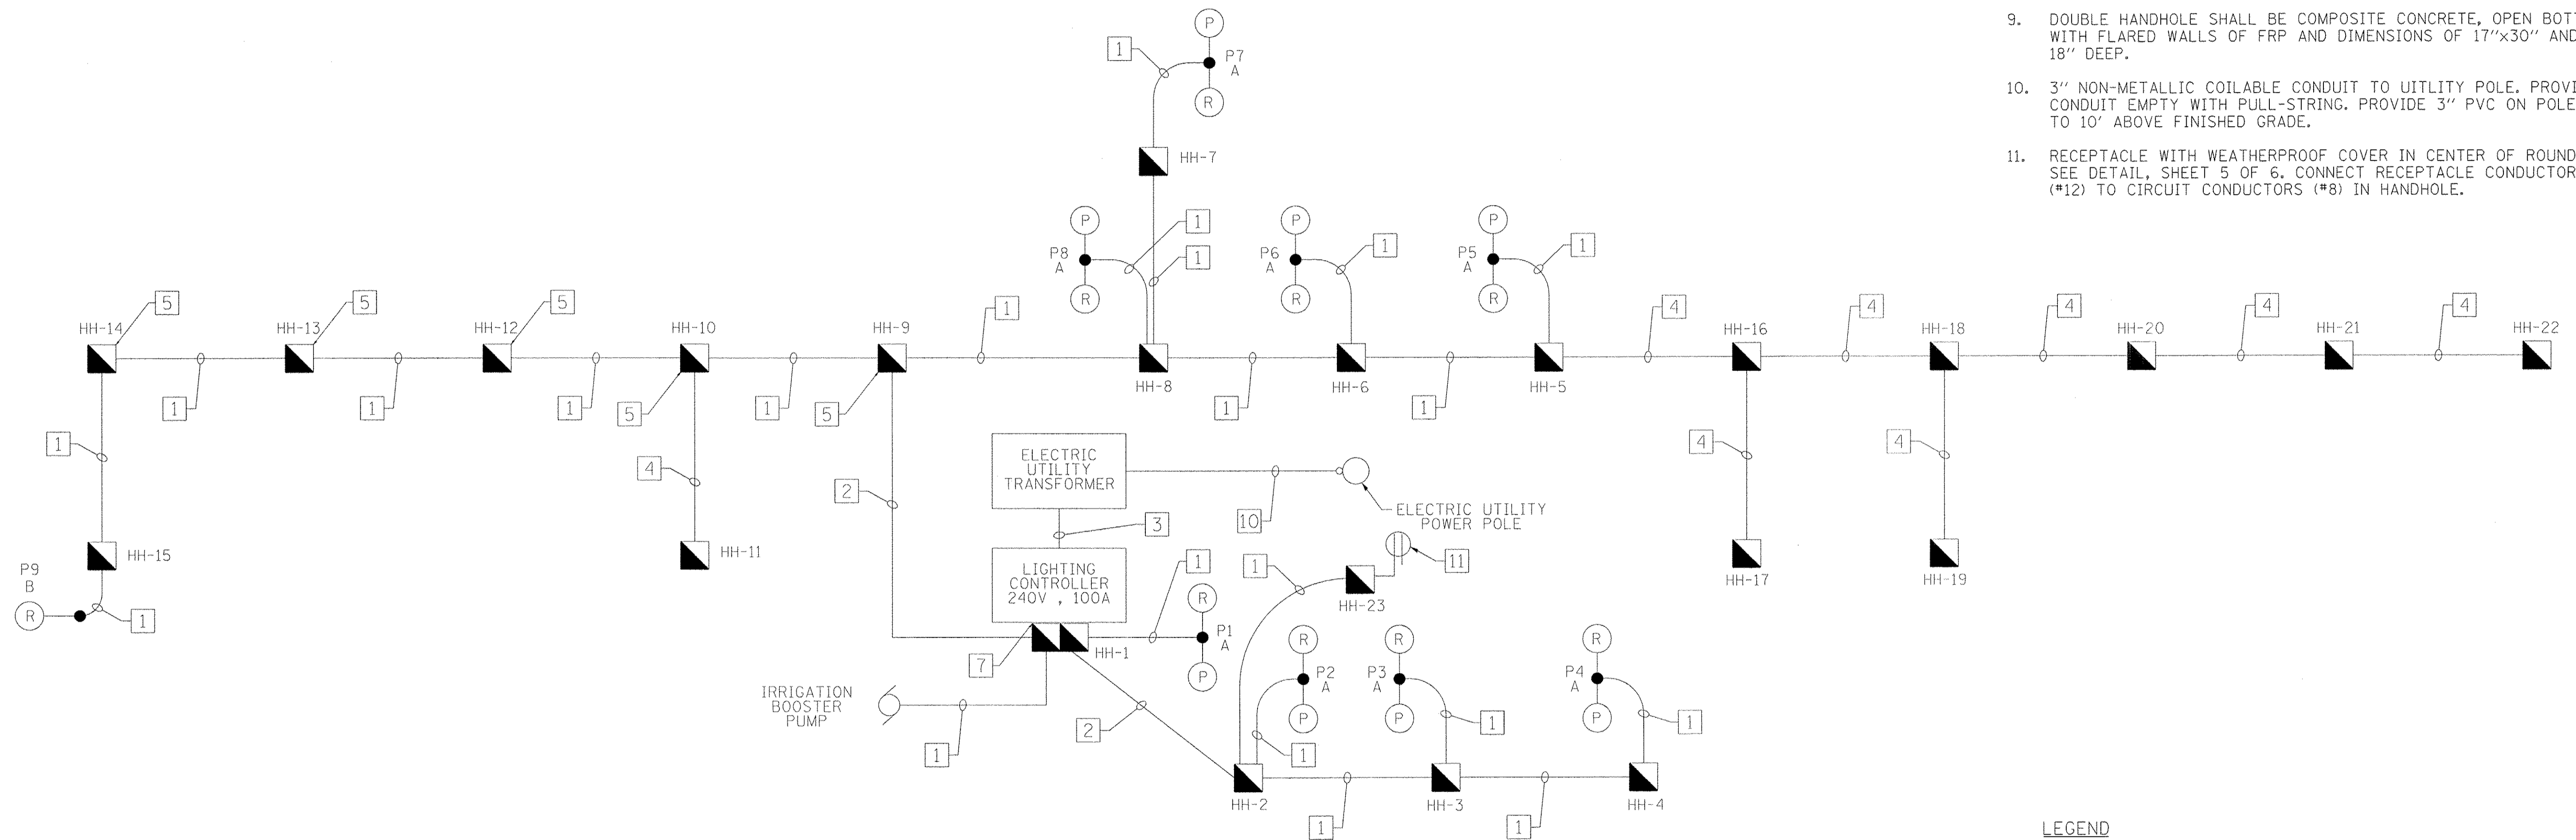 9. DOUBLE HANDHOLE SHALL BE COMPOSITE CONCRETE, OPEN
WITH FLARED WALLS OF FRP AND DIMENSIONS OF 17"x30" AND
18" DEEP.
10. 3" NON-METALLIC COILABLE CONDUIT TO UITLITY POLE.
CONDUIT EMPTY WITH PULL-STRING. PROVIDE 3" PVC ON POLE
TO 10' ABOVE FINISHED GRADE.
11. RECEPTACLE WITH WEATHERPROOF COVER IN CENTER OF
SEE DETAIL, SHEET 5 OF 6. CONNECT RECEPTACLE
(#12) TO CIRCUIT CONDUCTORS (#8) IN HANDHOLE.
P
1
P7
A
R
HH-7
P
P
P
1
1
1
P8
A
1
P6
A
P5
A
R
R
R
5
5
5
1
4
4
4
4
4
HH-14
HH-13
HH-12
HH-10
HH-9
HH-16
HH-18
HH-20
HH-21
HH-22
HH-8
HH-6
HH-5
1
1
1
5
1
5
1
1
1
4
2
4
4
ELECTRIC
UTILITY
TRANSFORMER
10
ELECTRIC UTILITY
POWER POLE
3
HH-15
HH-11
HH-17
HH-19
P9
B
R
1
LIGHTING
CONTROLLER
240V , 100A
1
1
11
HH-23
R
P1
A
P
7
HH-1
R
P2
A
P
R
P3
A
P
R
P4
A
P
IRRIGATION
BOOSTER
PUMP
1
2
1
1
1
HH-2
HH-3
HH-4
1
1
LEGEND